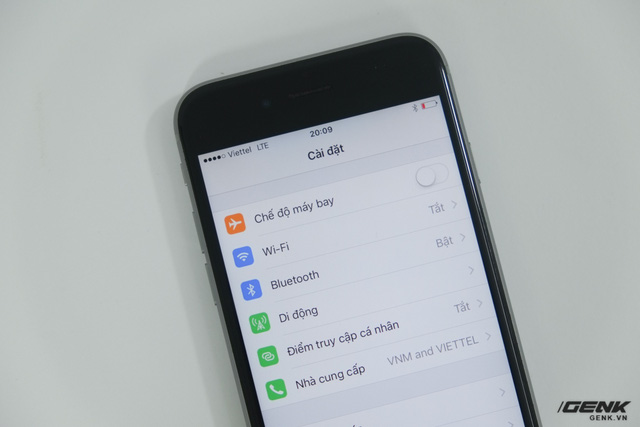 20:09
Viettel LTE
Cài đặt
Chế độ máy bay
Wi-Fi Tắt
Bluetooth Bật
Di động
Điểm truy cập cá nhân Tắt
Nhà cung cấp VNM and VIETTEL
GENK
GENK.VN